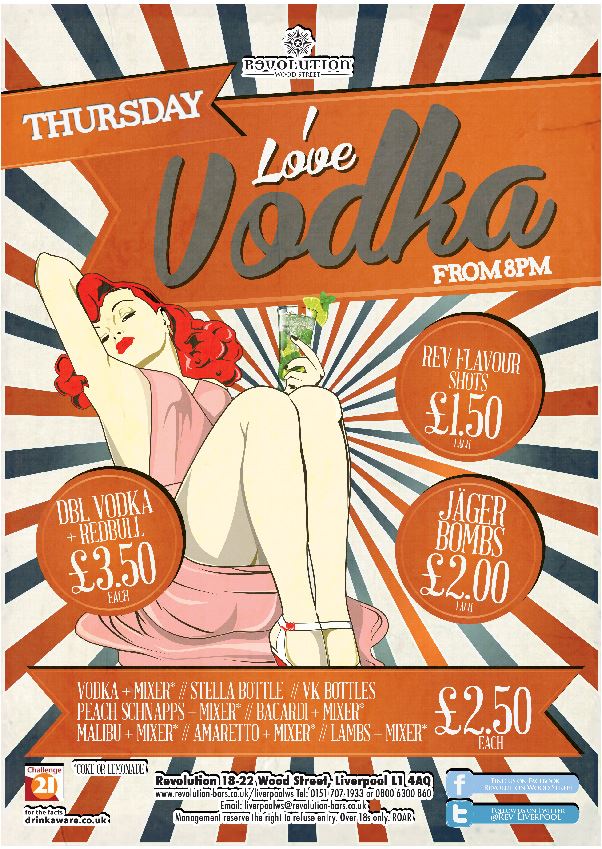 REVOLUTION
WOOD STREET
THURSDAY
I
Love
Vodka
FROM 8PM
REV FLAVOUR
SHOTS
£1.50
EACH
DBL VODKA
+ REDBULL
£3.50
EACH
JÄGER
BOMBS
£2.00
EACH
VODKA + MIXER* // STELLA BOTTLE // VK BOTTLES
PEACH SCHNAPPS – MIXER* // BACARDI + MIXER*
MALIBU + MIXER* // AMARETTO + MIXER* // LAMBS – MIXER*
£2.50
EACH
*COKE OR LEMONADE
Challenge
21
for the facts
drinkaware.co.uk
Revolution 18-22 Wood Street, Liverpool L1 4AQ
www.revolution-bars.co.uk/liverpoolws Tel: 0151 707 1933 or 0800 6300 860
Email: liverpoolws@revolution-bars.co.uk
Management reserve the right to refuse entry. Over 18s only. ROAR
f
FIND US ON FACEBOOK
REVOLUTION WOOD STREET
t
FOLLOW US ON TWITTER
@REV_LIVERPOOL